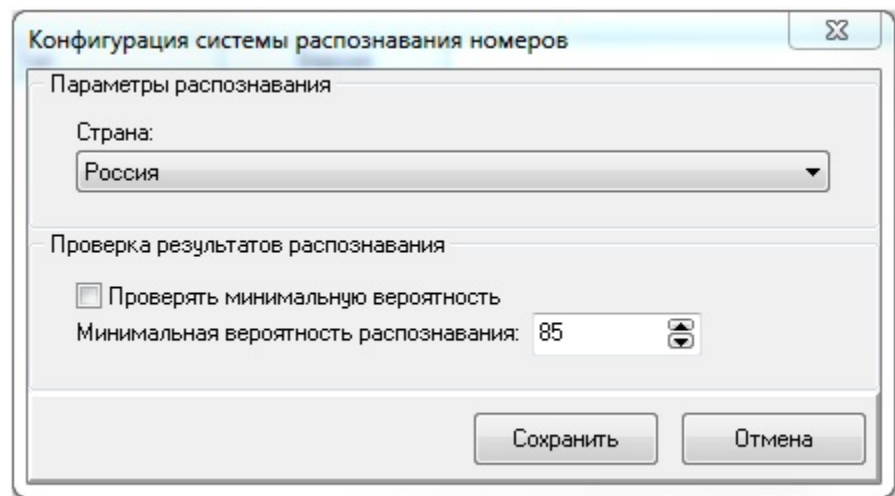 Конфигурация системы распознавания номеров
Параметры распознавания
Страна:
Россия
Проверка результатов распознавания
Проверять минимальную вероятность
Минимальная вероятность распознавания: 85
Сохранить Отмена